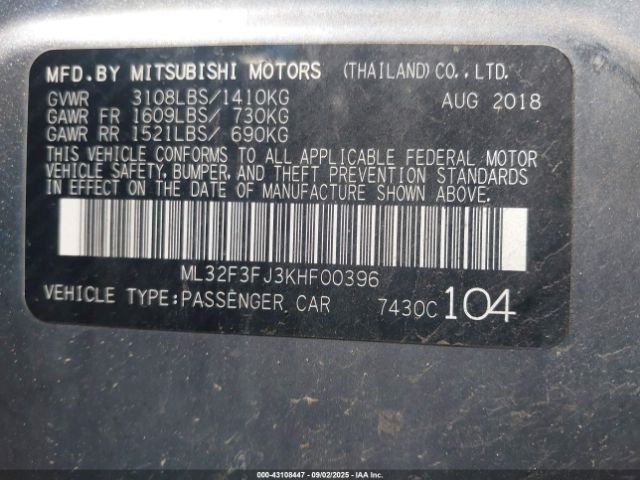 MFD.BY MITSUBISHI MOTORS (THAILAND)CO.,LTD.
GVWR 3108LBS/1410KG AUG 2018
GAWR FR 1609LBS/ 730KG
GAWR RR 1521LBS/ 690KG
THIS VEHICLE CONFORMS TO ALL APPLICABLE FEDERAL MOTOR
VEHICLE SAFETY, BUMPER, AND THEFT PREVENTION STANDARDS
IN EFFECT ON THE DATE OF MANUFACTURE SHOWN ABOVE.
ML32F3FJ3KHF00396
VEHICLE TYPE:PASSENGER CAR 7430C 104
000-43108447 - 09/02/2025 - IAAI